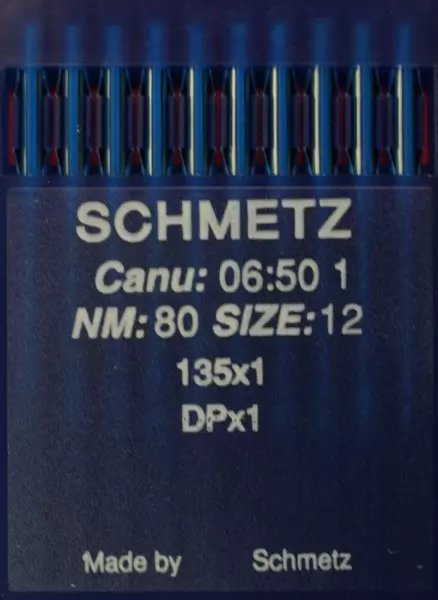 SCHMETZ
Canu: 06:50 1
NM: 80 SIZE: 12
135x1
DPx1
Made by Schmetz